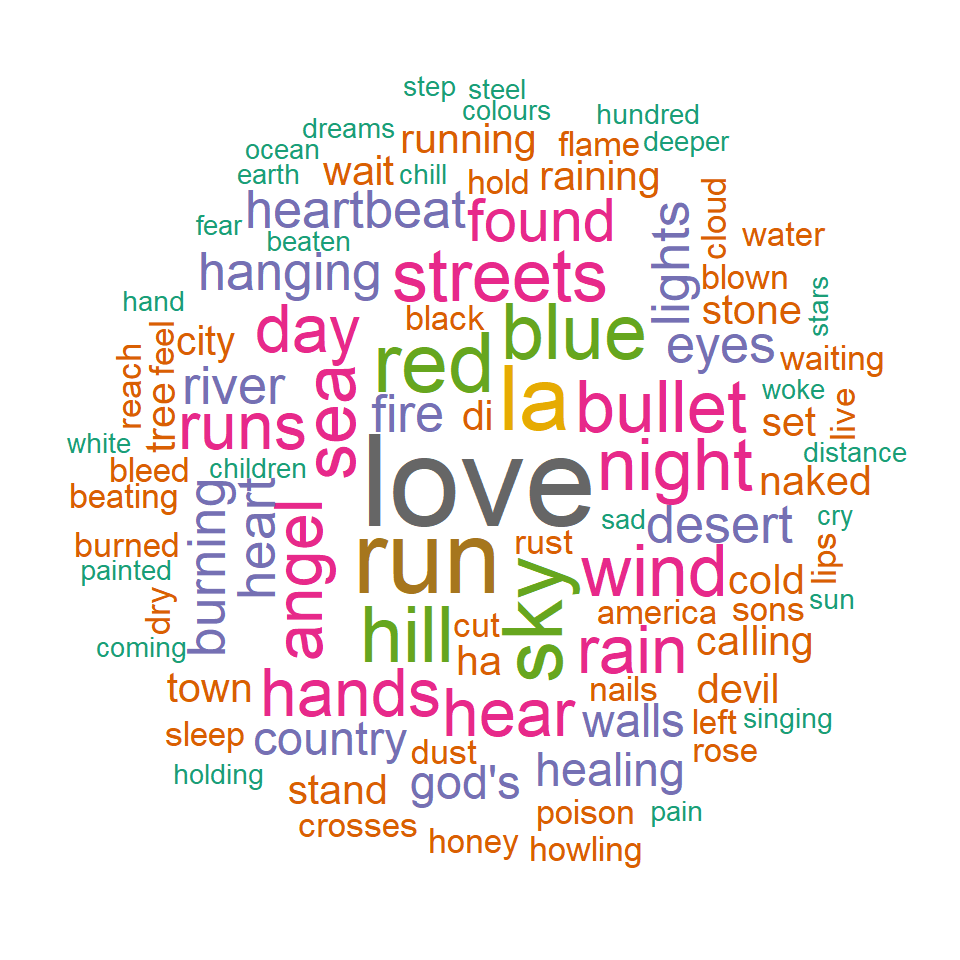 step
steel
colours
hundred
dreams
running
flame
deeper
ocean
wait
chill
hold
raining
earth
heartbeat
found
lights
cloud
water
fear
beaten
hanging
streets
blown
stars
hand
day
black
blue
stone
reach
tree
feel
city
red
eyes
waiting
river
sea
fire
di
la
bullet
woke
live
white
runs
love
night
set
distance
bleed
children
naked
beating
burning
heart
angel
sad
desert
cry
burned
run
rust
sky
wind
cold
lips
painted
dry
hill
cut
america
sons
sun
coming
ha
rain
calling
town
hands
hear
nails
devil
sleep
country
dust
walls
left
singing
rose
holding
stand
god's
healing
crosses
honey
poison
pain
howling